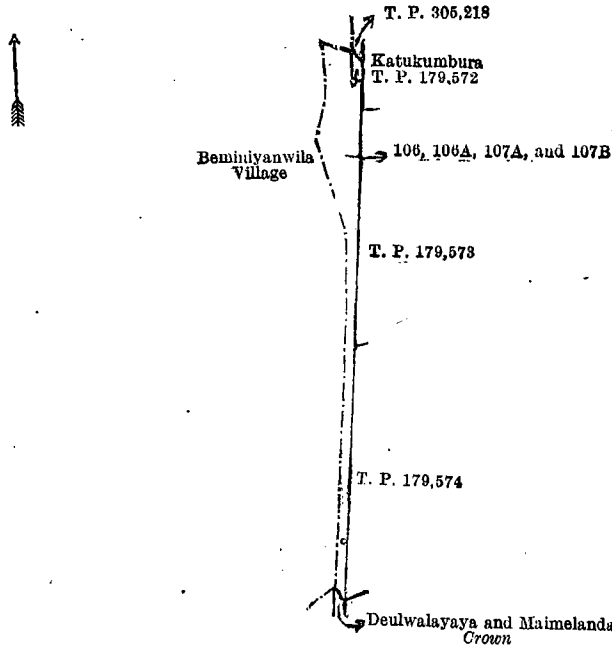 T. P. 305,218
Katukumbura
T. P. 179,572
106, 106A, 107A, and 107B
Beminiyanwila
Village
T. P. 179,573
T. P. 179,574
Deulwalayaya and Maimelanda
Crown